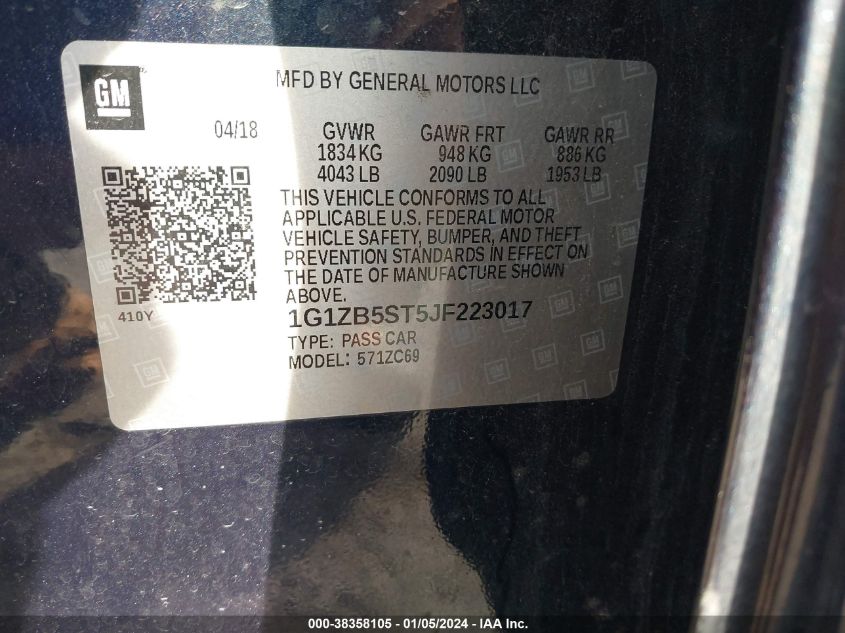 GM
MFD BY GENERAL MOTORS LLC
04/18 GVWR GAWR FRT GAWR RR
1834 KG 948 KG 886 KG
4043 LB 2090 LB 1953 LB
THIS VEHICLE CONFORMS TO ALL
APPLICABLE U.S. FEDERAL MOTOR
VEHICLE SAFETY, BUMPER, AND THEFT
PREVENTION STANDARDS IN EFFECT ON
THE DATE OF MANUFACTURE SHOWN
ABOVE.
410Y
1G1ZB5ST5JF223017
TYPE: PASS CAR
MODEL: 571ZC69
000-38358105 - 01/05/2024 - IAA Inc.